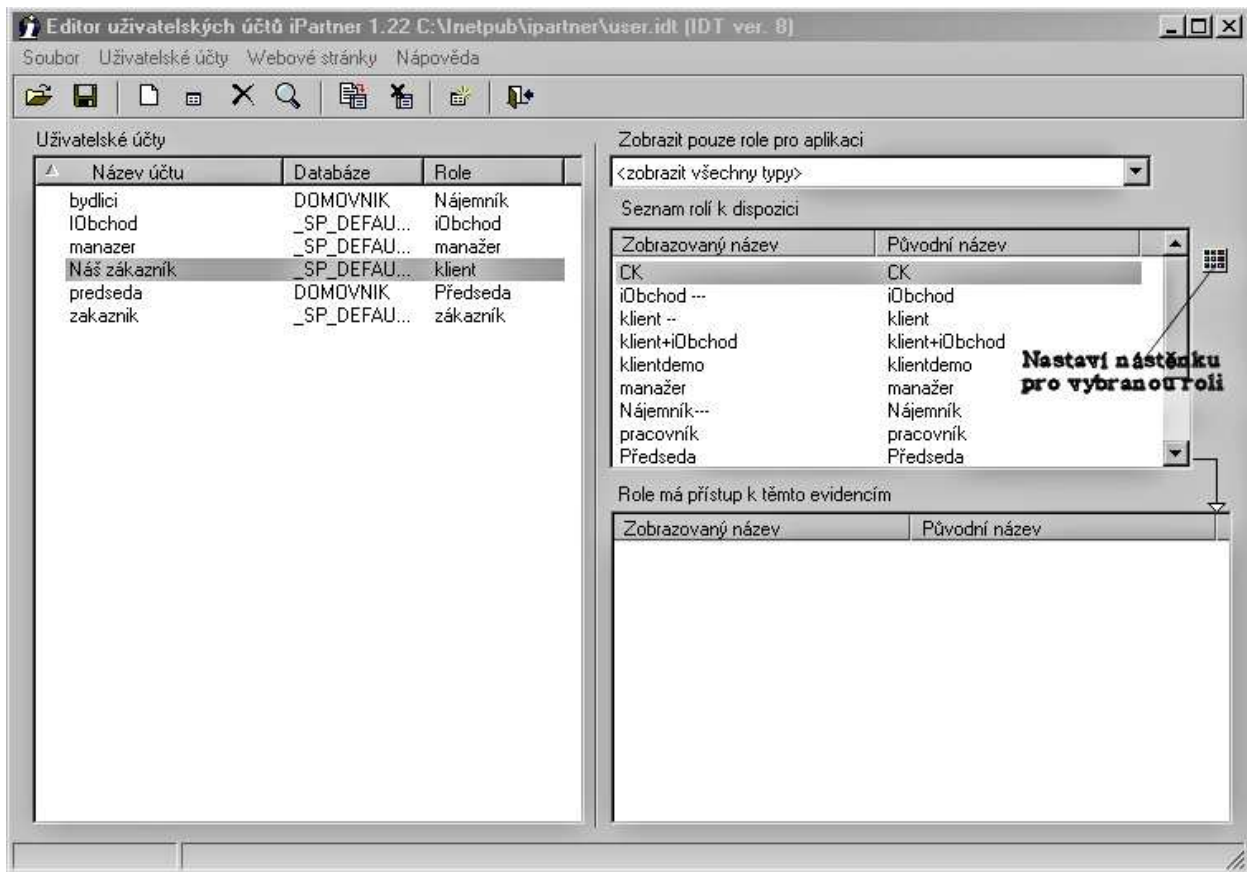 Editor uživatelských účtů iPartner 1.22 C:\Inetpub\ipartner\user.idt (IDT ver. 8)
Soubor Uživatelské účty Webové stránky Nápověda
Uživatelské účty
Název účtu Databáze Role
bydlici DOMOVNIK Nájemník
IObchod _SP_DEFAU... iObchod
manazer _SP_DEFAU... manažer
Náš zákazník _SP_DEFAU... klient
predseda DOMOVNIK Předseda
zakaznik _SP_DEFAU... zákazník
Zobrazit pouze role pro aplikaci
<zobrazit všechny typy>
Seznam rolí k dispozici
Zobrazovaný název Původní název
CK CK
iObchod --- iObchod
klient -- klient
klient+iObchod klient+iObchod
klientdemo klientdemo
manažer manažer
Nájemník--- Nájemník
pracovník pracovník
Předseda Předseda
Nastaví nástěnku
pro vybranou roli
Role má přístup k těmto evidencím
Zobrazovaný název Původní název